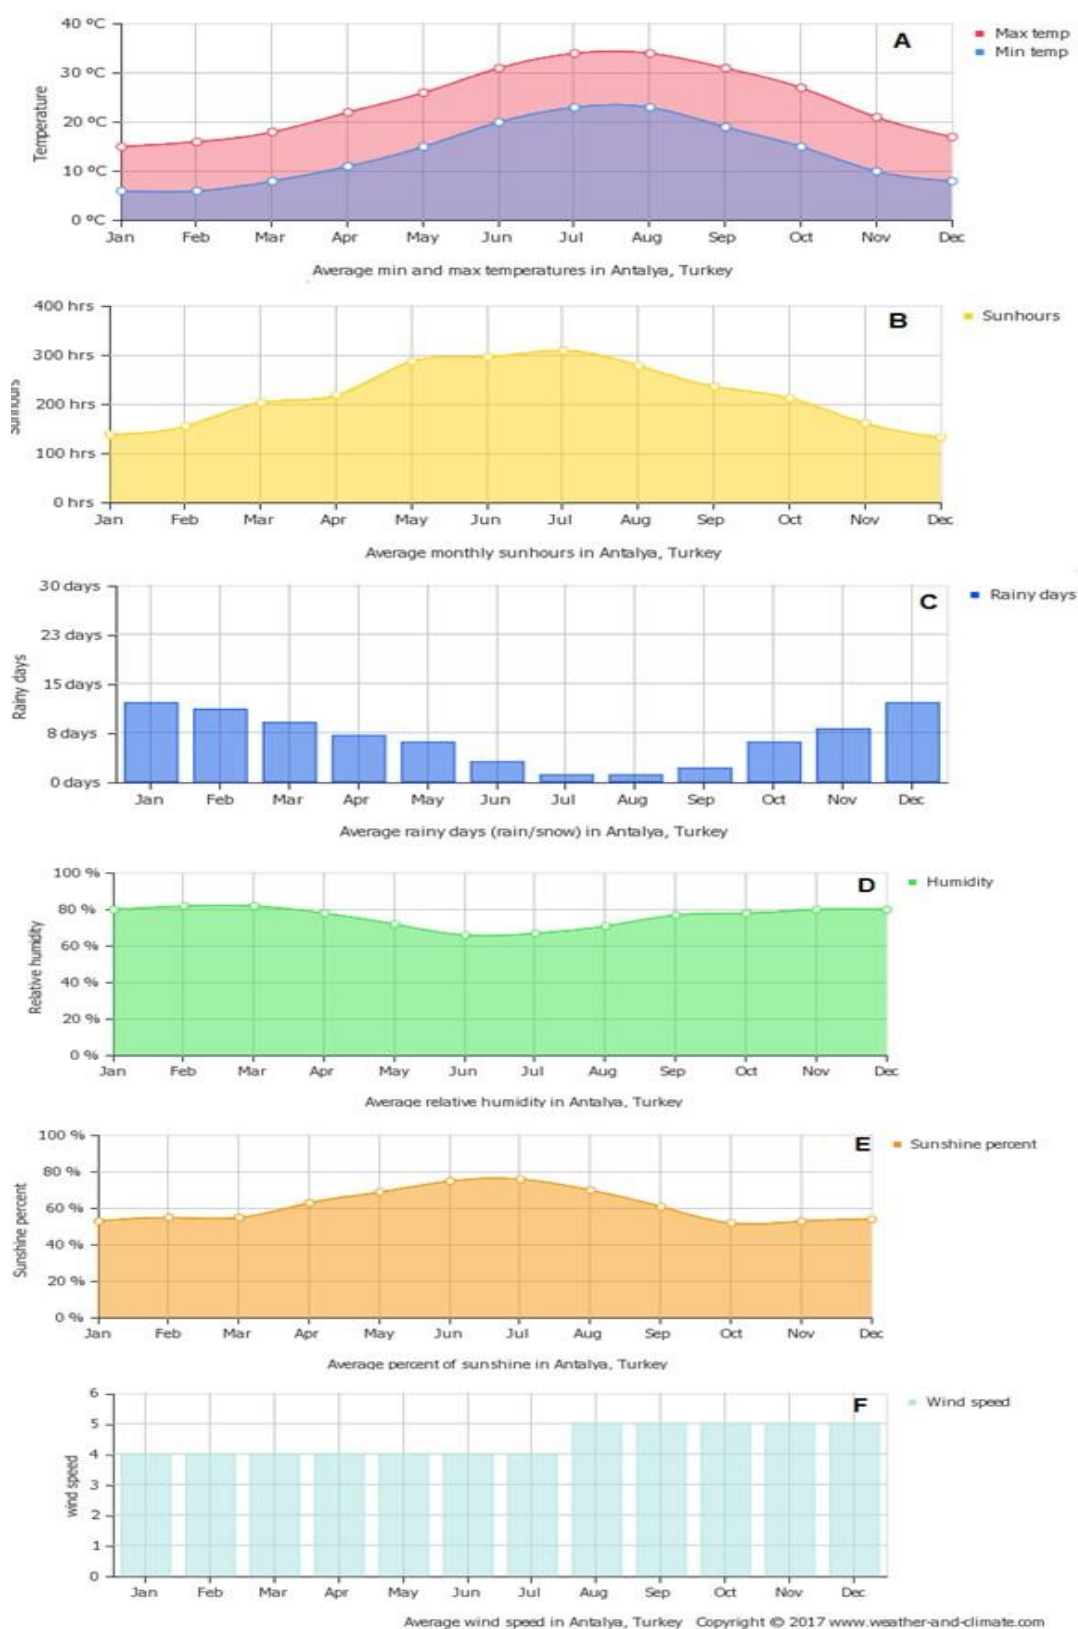 40 ºC
A
Max temp
Min temp
30 ºC
20 ºC
10 ºC
0 ºC
Temperature
Jan Feb Mar Apr May Jun Jul Aug Sep Oct Nov Dec
Average min and max temperatures in Antalya, Turkey
400 hrs
B
Sunhours
300 hrs
200 hrs
100 hrs
0 hrs
Sunhours
Jan Feb Mar Apr May Jun Jul Aug Sep Oct Nov Dec
Average monthly sunhours in Antalya, Turkey
30 days
C
Rainy days
23 days
15 days
8 days
0 days
Rainy days
Jan Feb Mar Apr May Jun Jul Aug Sep Oct Nov Dec
Average rainy days (rain/snow) in Antalya, Turkey
100 %
D
Humidity
80 %
60 %
40 %
20 %
0 %
Relative humidity
Jan Feb Mar Apr May Jun Jul Aug Sep Oct Nov Dec
Average relative humidity in Antalya, Turkey
100 %
E
Sunshine percent
80 %
60 %
40 %
20 %
0 %
Sunshine percent
Jan Feb Mar Apr May Jun Jul Aug Sep Oct Nov Dec
Average percent of sunshine in Antalya, Turkey
6
F
Wind speed
5
4
3
2
1
0
wind speed
Jan Feb Mar Apr May Jun Jul Aug Sep Oct Nov Dec
Average wind speed in Antalya, Turkey Copyright © 2017 www.weather-and-climate.com